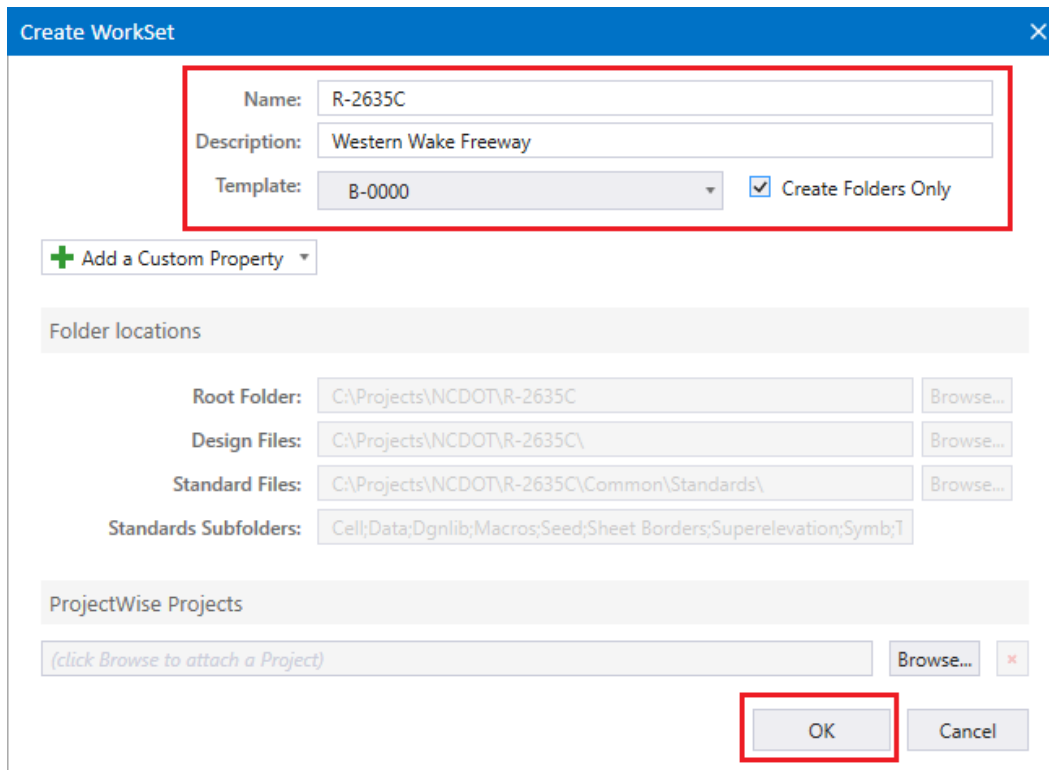 Create WorkSet
Name: R-2635C
Description: Western Wake Freeway
Template: B-0000 Create Folders Only
Add a Custom Property
Folder locations
Root Folder: C:\Projects\NCDOT\R-2635C Browse...
Design Files: C:\Projects\NCDOT\R-2635C\ Browse...
Standard Files: C:\Projects\NCDOT\R-2635C\Common\Standards\ Browse...
Standards Subfolders: Cell;Data;Dgnlib;Macros;Seed;Sheet Borders;Superelevation;Symb;T
ProjectWise Projects
(click Browse to attach a Project) Browse...
OK Cancel